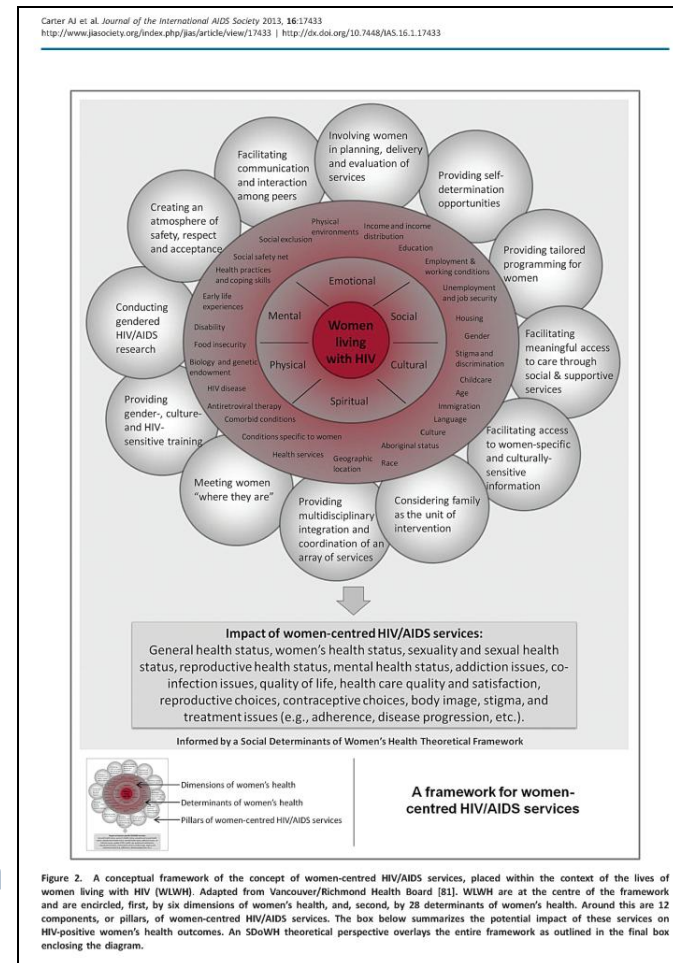 Carter AJ et al. Journal of the International AIDS Society 2013, 16:17433
http://www.jiasociety.org/index.php/jias/article/view/17433 | http://dx.doi.org/10.7448/IAS.16.1.17433
Involving women
in planning, delivery
and evaluation of
services
Facilitating
communication
and interaction
among peers
Providing self-
determination
opportunities
Creating an
atmosphere of
safety, respect
and acceptance
Providing tailored
programming for
women
Conducting
gendered
HIV/AIDS
research
Facilitating
meaningful access
to care through
social & supportive
services
Providing
gender-, culture-
and HIV-
sensitive training
Facilitating access
to women-specific
and culturally-
sensitive
information
Meeting women
"where they are"
Providing
multidisciplinary
integration and
coordination of an
array of services
Considering family
as the unit of
intervention
Physical
environments
Income and income
distribution
Social exclusion
Education
Social safety net
Employment &
working conditions
Health practices
and coping skills
Unemployment
and job security
Early life
experiences
Housing
Disability
Gender
Food insecurity
Stigma and
discrimination
Biology and genetic
endowment
Childcare
HIV disease
Age
Antiretroviral therapy
Immigration
Comorbid conditions
Language
Conditions specific to women
Culture
Aboriginal status
Health services
Geographic
location
Race
Emotional
Mental
Social
Physical
Cultural
Spiritual
Women
living
with HIV
Impact of women-centred HIV/AIDS services:
General health status, women's health status, sexuality and sexual health
status, reproductive health status, mental health status, addiction issues, co-
infection issues, quality of life, health care quality and satisfaction,
reproductive choices, contraceptive choices, body image, stigma, and
treatment issues (e.g., adherence, disease progression, etc.).
Informed by a Social Determinants of Women's Health Theoretical Framework
Dimensions of women's health
Determinants of women's health
Pillars of women-centred HIV/AIDS services
A framework for women-
centred HIV/AIDS services
Figure 2. A conceptual framework of the concept of women-centred HIV/AIDS services, placed within the context of the lives of
women living with HIV (WLWH). Adapted from Vancouver/Richmond Health Board [81]. WLWH are at the centre of the framework
and are encircled, first, by six dimensions of women's health, and, second, by 28 determinants of women's health. Around this are 12
components, or pillars, of women-centred HIV/AIDS services. The box below summarizes the potential impact of these services on
HIV-positive women's health outcomes. An SDoWH theoretical perspective overlays the entire framework as outlined in the final box
enclosing the diagram.